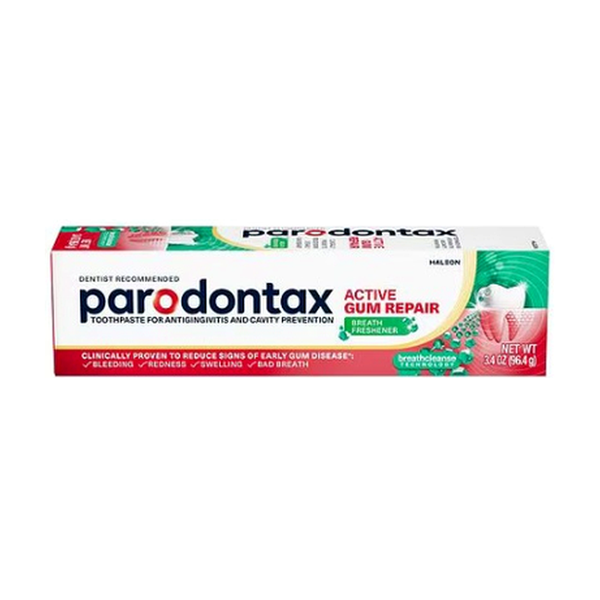 parodontax
HALEON
DENTIST RECOMMENDED
parodontax
TOOTHPASTE FOR ANTIGINGIVITIS AND CAVITY PREVENTION
ACTIVE
GUM REPAIR
BREATH
FRESHENER
CLINICALLY PROVEN TO REDUCE SIGNS OF EARLY GUM DISEASE*:
✓BLEEDING ✓REDNESS ✓SWELLING ✓BAD BREATH
breathcleanse
TECHNOLOGY
NET WT
3.4 OZ (96.4 g)